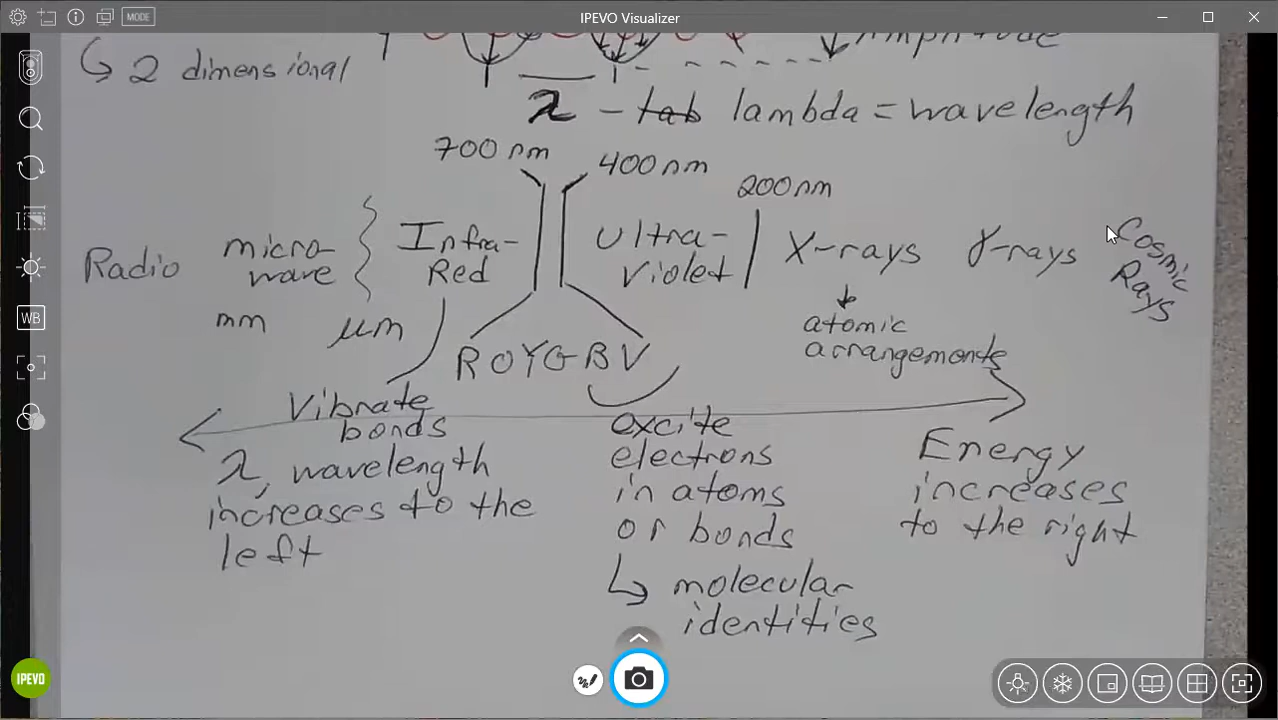 MODE
IPEVO Visualizer
↳ 2 dimensional
Amplitude
λ - tab lambda = wavelength
700 nm
400 nm
200 nm
Radio
micro-
wave
Infra-
Red
Ultra-
violet
X-rays
γ-rays
Cosmic
Rays
mm
μm
atomic
arrangements
ROYGBV
Vibrate
bonds
λ, wavelength
increases to the
left
excite
electrons
in atoms
or bonds
↳ molecular
identities
Energy
increases
to the right
WB
IPEVO